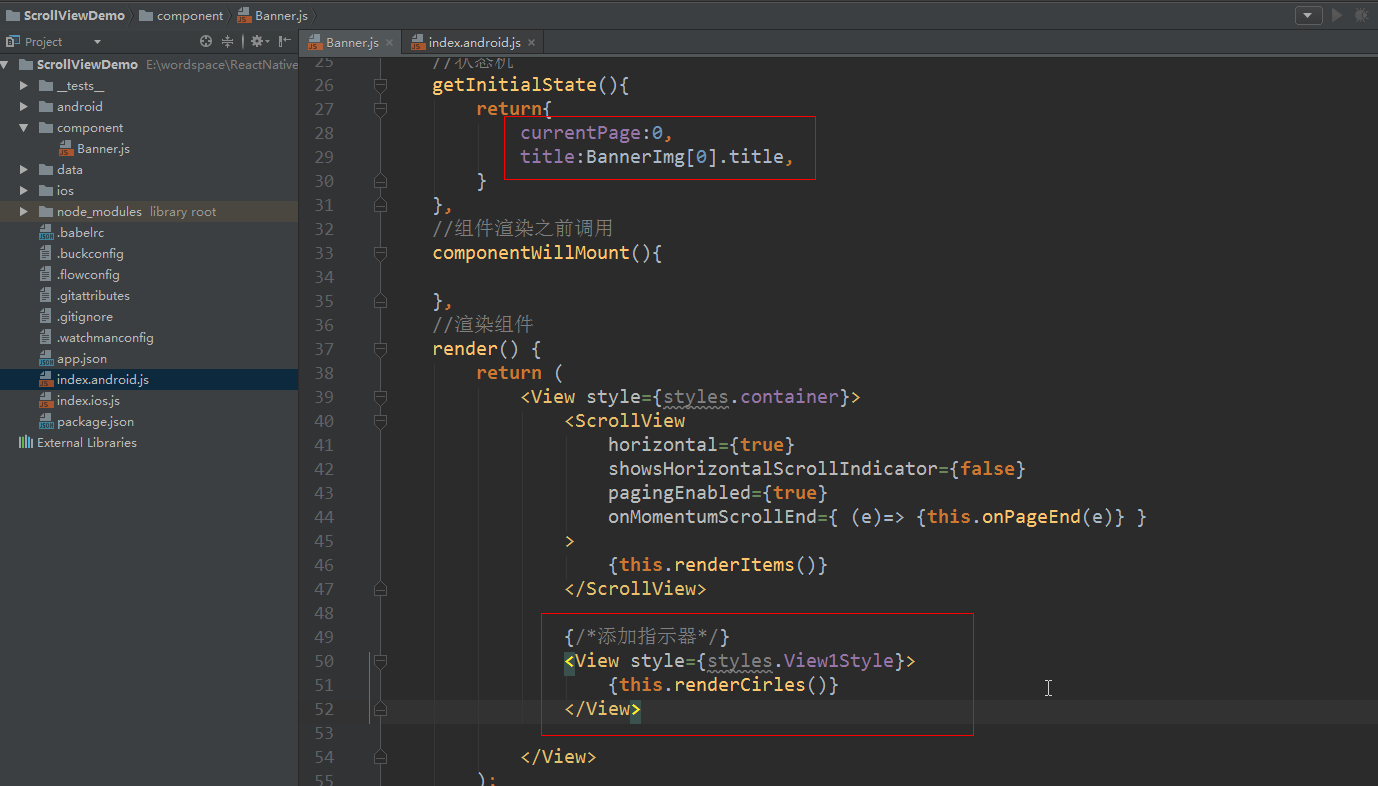 ScrollViewDemo component Banner.js
Project
Banner.js index.android.js
ScrollViewDemo E:\wordspace\ReactNative
__tests__
android
component
Banner.js
data
ios
node_modules library root
.babelrc
.buckconfig
.flowconfig
.gitattributes
.gitignore
.watchmanconfig
app.json
index.android.js
index.ios.js
package.json
External Libraries
25 //状态机
26 getInitialState(){
27 return{
28 currentPage:0,
29 title:BannerImg[0].title,
30 }
31 },
32 //组件渲染之前调用
33 componentWillMount(){
34
35 },
36 //渲染组件
37 render() {
38 return (
39 <View style={styles.container}>
40 <ScrollView
41 horizontal={true}
42 showsHorizontalScrollIndicator={false}
43 pagingEnabled={true}
44 onMomentumScrollEnd={ (e)=> {this.onPageEnd(e)} }
45 >
46 {this.renderItems()}
47 </ScrollView>
48
49 {/*添加指示器*/}
50 <View style={styles.View1Style}>
51 {this.renderCirles()}
52 </View>
53
54 </View>
55 );